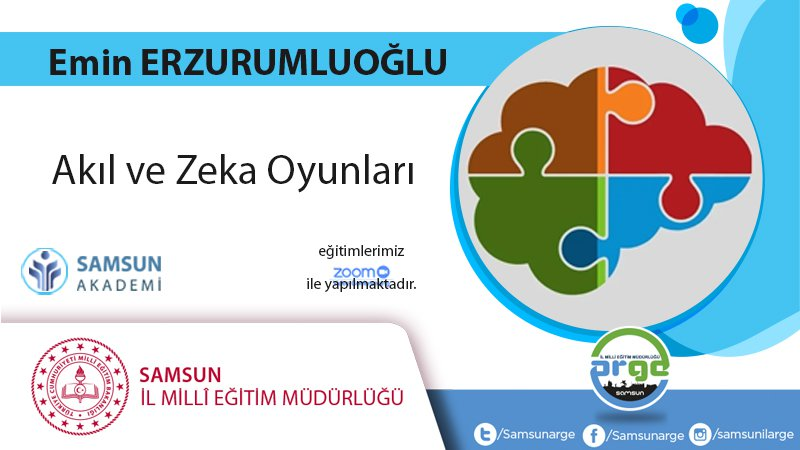 Emin ERZURUMLUOĞLU
Akıl ve Zeka Oyunları
SAMSUN
AKADEMİ
eğitimlerimiz
zoom
ile yapılmaktadır.
TÜRKİYE CUMHURİYETİ MİLLÎ EĞİTİM BAKANLIĞI
SAMSUN
İL MİLLÎ EĞİTİM MÜDÜRLÜĞÜ
İL MİLLİ EĞİTİM MÜDÜRLÜĞÜ
arge
samsun
/Samsunarge
/Samsunarge
/samsunilarge